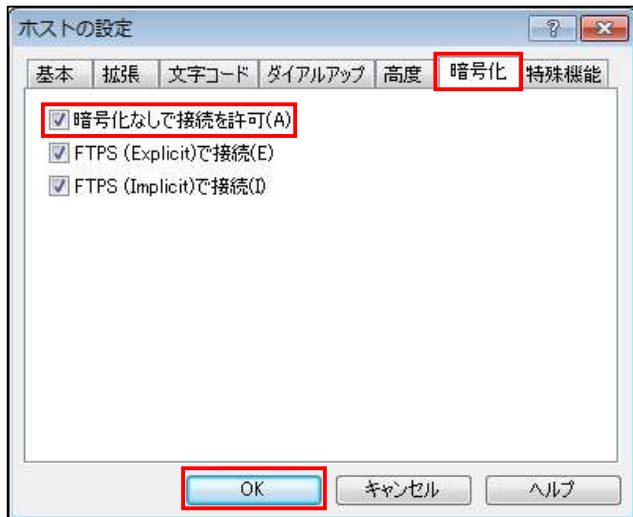 ホストの設定
基本 拡張 文字コード ダイアルアップ 高度 暗号化 特殊機能
暗号化なしで接続を許可(A)
FTPS (Explicit)で接続(E)
FTPS (Implicit)で接続(I)
OK キャンセル ヘルプ